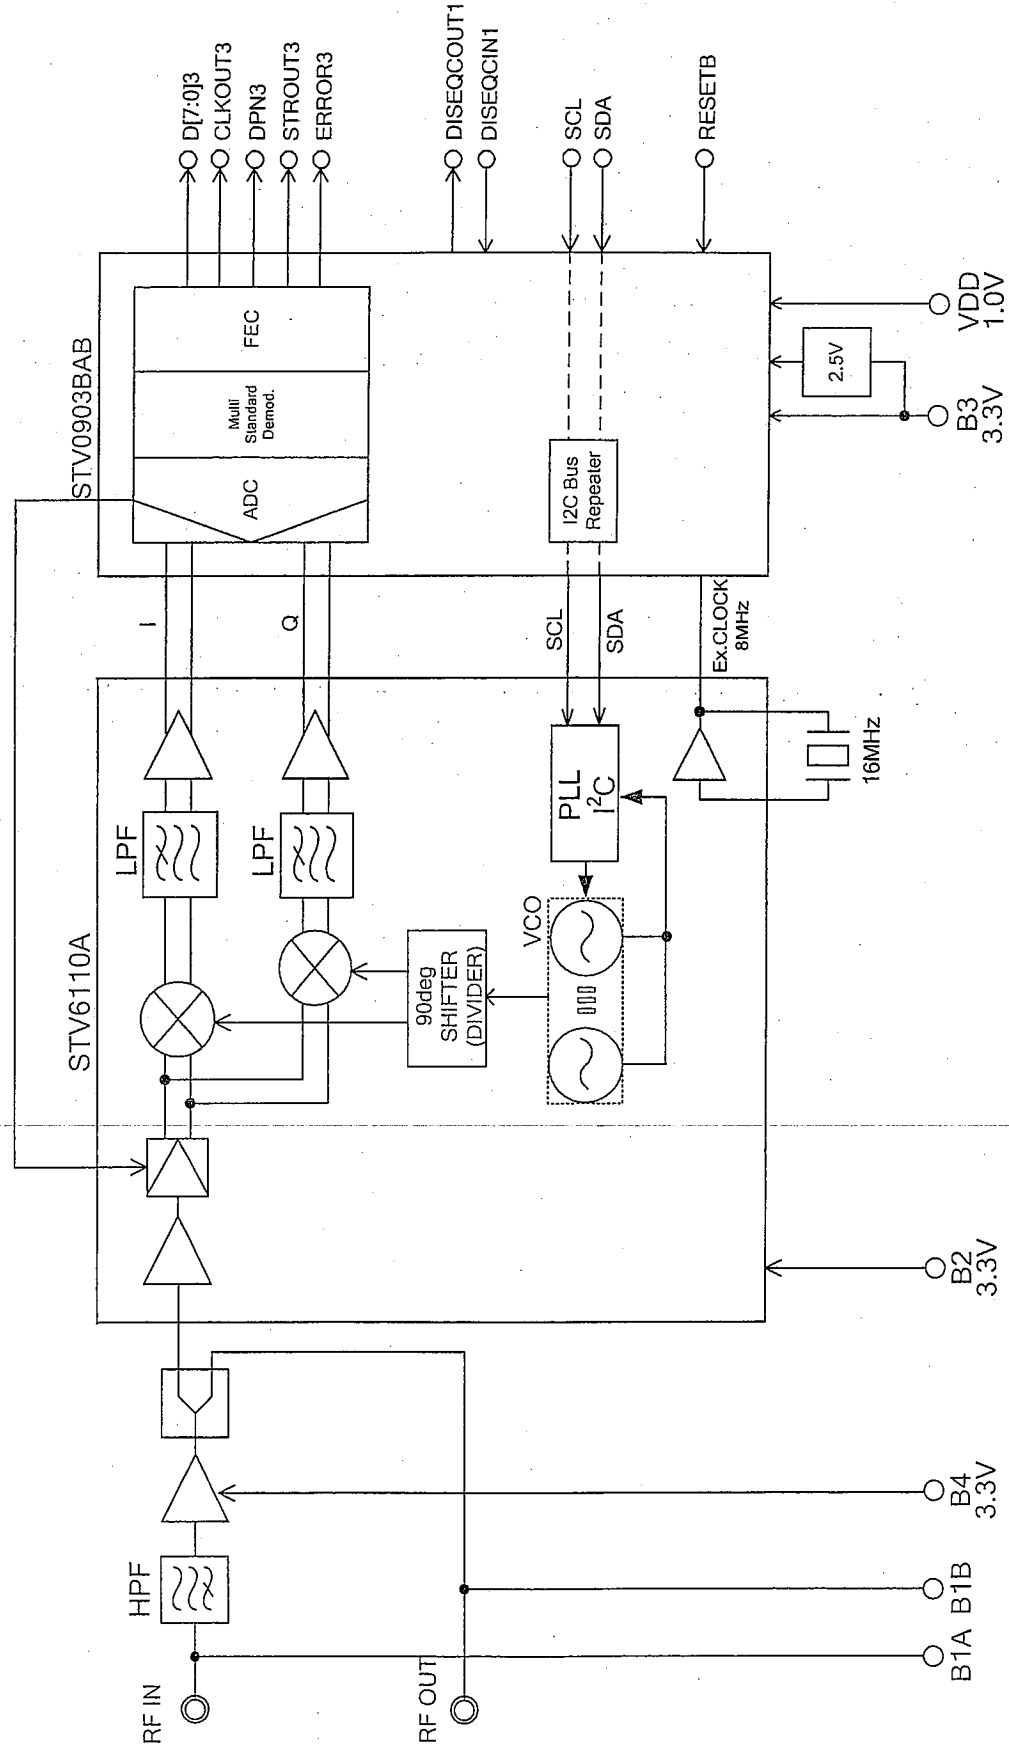 RF IN
RF OUT
HPF
B1A
B1B
B4
3.3V
B2
3.3V
STV6110A
LPF
LPF
90deg
SHIFTER
(DIVIDER)
VCO
PLL
I²C
16MHz
I
Q
SCL
SDA
Ex.CLOCK
8MHz
STV0903BAB
ADC
Multi
Standard
Demod.
FEC
I2C Bus
Repeater
2.5V
B3
3.3V
VDD
1.0V
D[7:0]3
CLKOUT3
DPN3
STROUT3
ERROR3
DISEQCOUT1
DISEQCIN1
SCL
SDA
RESETB